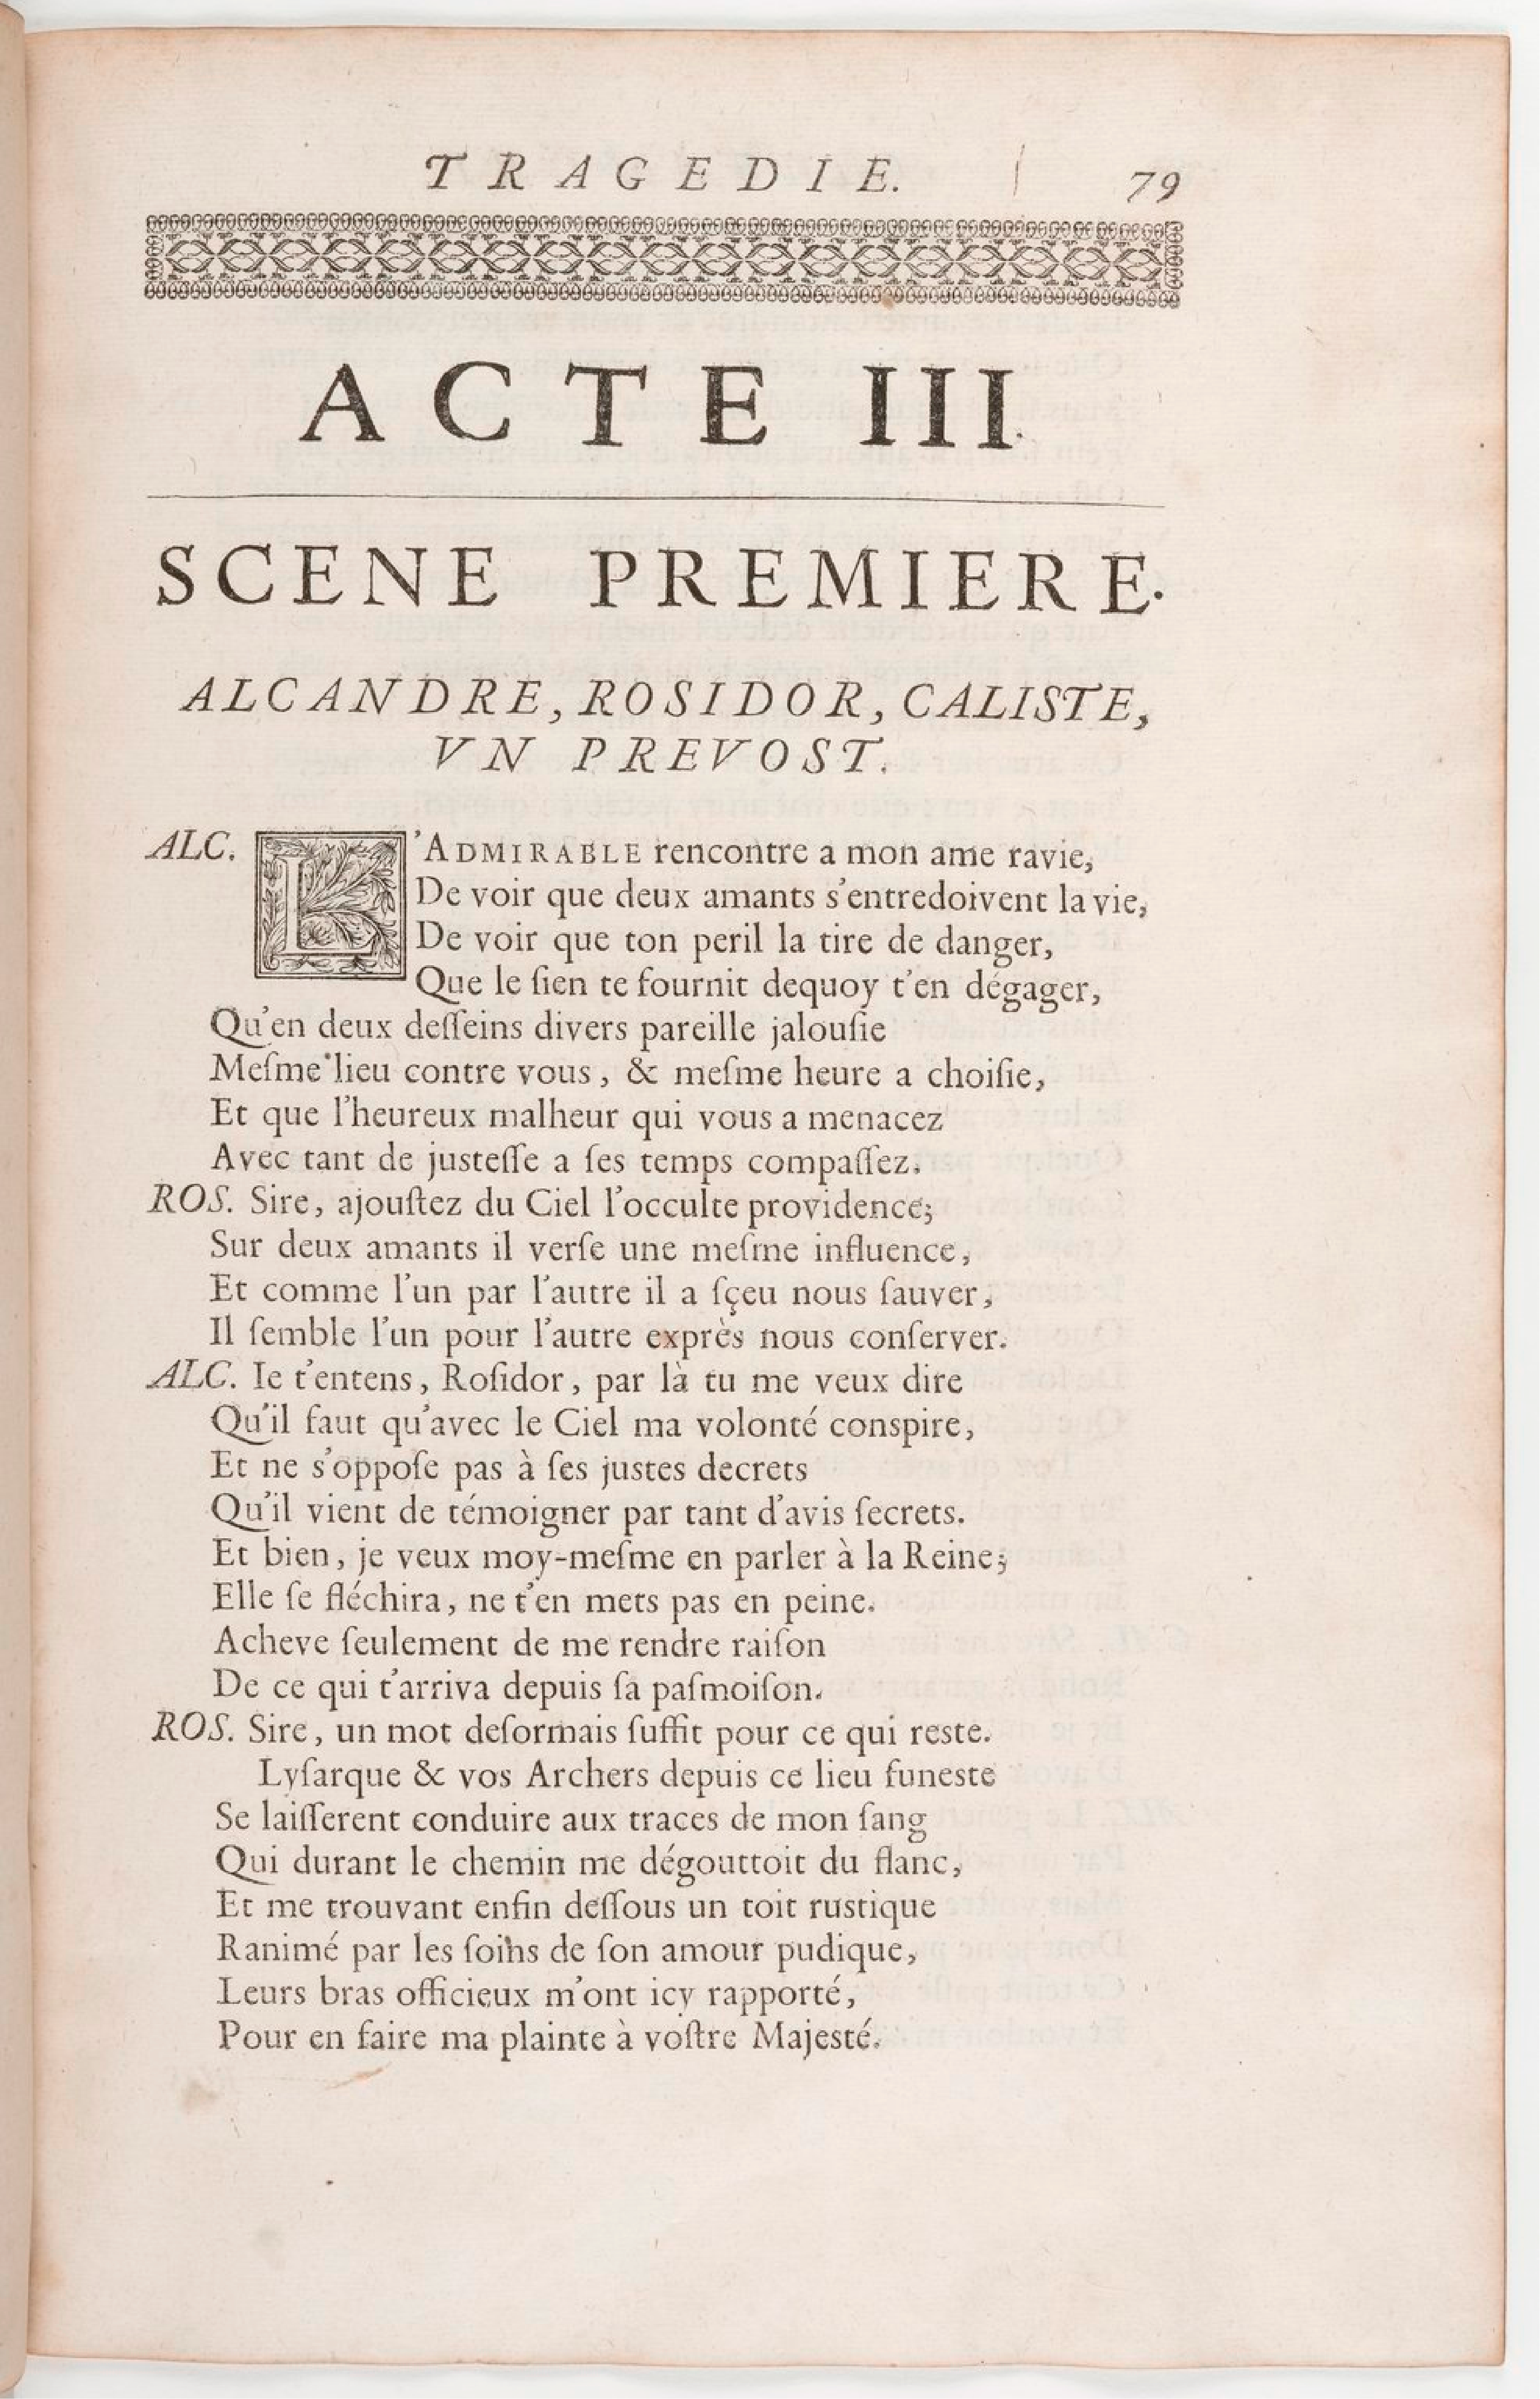 TRAGEDIE. 79
ACTE III.
SCENE PREMIERE.
ALCANDRE, ROSIDOR, CALISTE,
VN PREVOST.
ALC. L'ADMIRABLE rencontre a mon ame ravie,
De voir que deux amants s'entredoivent la vie,
De voir que ton peril la tire de danger,
Que le ſien te fournit dequoy t'en dégager,
Qu'en deux deſſeins divers pareille jalouſie
Meſme lieu contre vous, & meſme heure a choiſie,
Et que l'heureux malheur qui vous a menacez
Avec tant de juſteſſe a ſes temps compaſſez.
ROS. Sire, ajouſtez du Ciel l'occulte providence;
Sur deux amants il verſe une meſme influence,
Et comme l'un par l'autre il a ſçeu nous ſauver,
Il ſemble l'un pour l'autre exprès nous conſerver.
ALC. Ie t'entens, Roſidor, par là tu me veux dire
Qu'il faut qu'avec le Ciel ma volonté conspire,
Et ne s'oppoſe pas à ſes justes decrets
Qu'il vient de témoigner par tant d'avis ſecrets.
Et bien, je veux moy-meſme en parler à la Reine;
Elle ſe fléchira, ne t'en mets pas en peine.
Acheve ſeulement de me rendre raiſon
De ce qui t'arriva depuis ſa paſmoiſon.
ROS. Sire, un mot deſormais ſuffit pour ce qui reste.
Lyſarque & vos Archers depuis ce lieu funeste
Se laiſſerent conduire aux traces de mon ſang
Qui durant le chemin me dégouttoit du flanc,
Et me trouvant enfin deſſous un toit rustique
Ranimé par les ſoins de ſon amour pudique,
Leurs bras officieux m'ont icy rapporté,
Pour en faire ma plainte à voſtre Majesté.